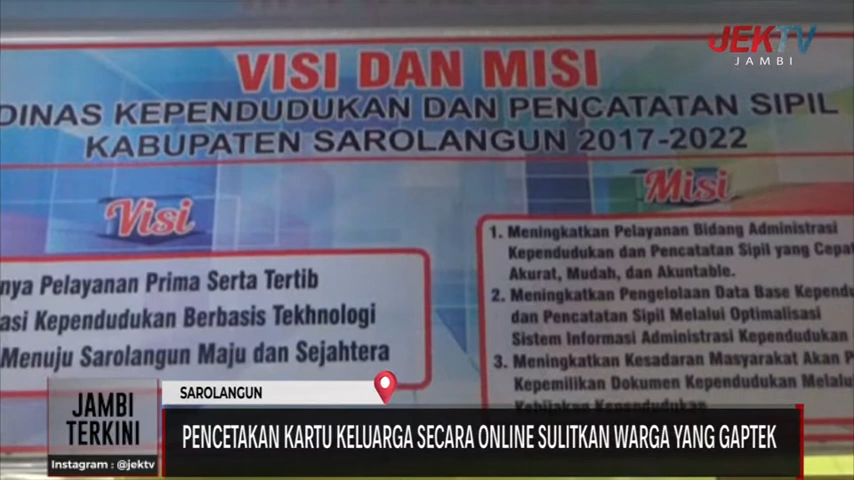 JEKTV
JAMBI
VISI DAN MISI
DINAS KEPENDUDUKAN DAN PENCATATAN SIPIL
KABUPATEN SAROLANGUN 2017-2022
Visi
nya Pelayanan Prima Serta Tertib
asi Kependudukan Berbasis Tekhnologi
Menuju Sarolangun Maju dan Sejahtera
Misi
1. Meningkatkan Pelayanan Bidang Administrasi
Kependudukan dan Pencatatan Sipil yang Cepat
Akurat, Mudah, dan Akuntable.
2. Meningkatkan Pengelolaan Data Base Kependu
dan Pencatatan Sipil Melalui Optimalisasi
Sistem Informasi Administrasi Kependudukan
3. Meningkatkan Kesadaran Masyarakat Akan P
Kepemilikan Dokumen Kependudukan Melalu
Kebijakan Kependudukan
JAMBI
TERKINI
Instagram : @jektv
SAROLANGUN
PENCETAKAN KARTU KELUARGA SECARA ONLINE SULITKAN WARGA YANG GAPTEK